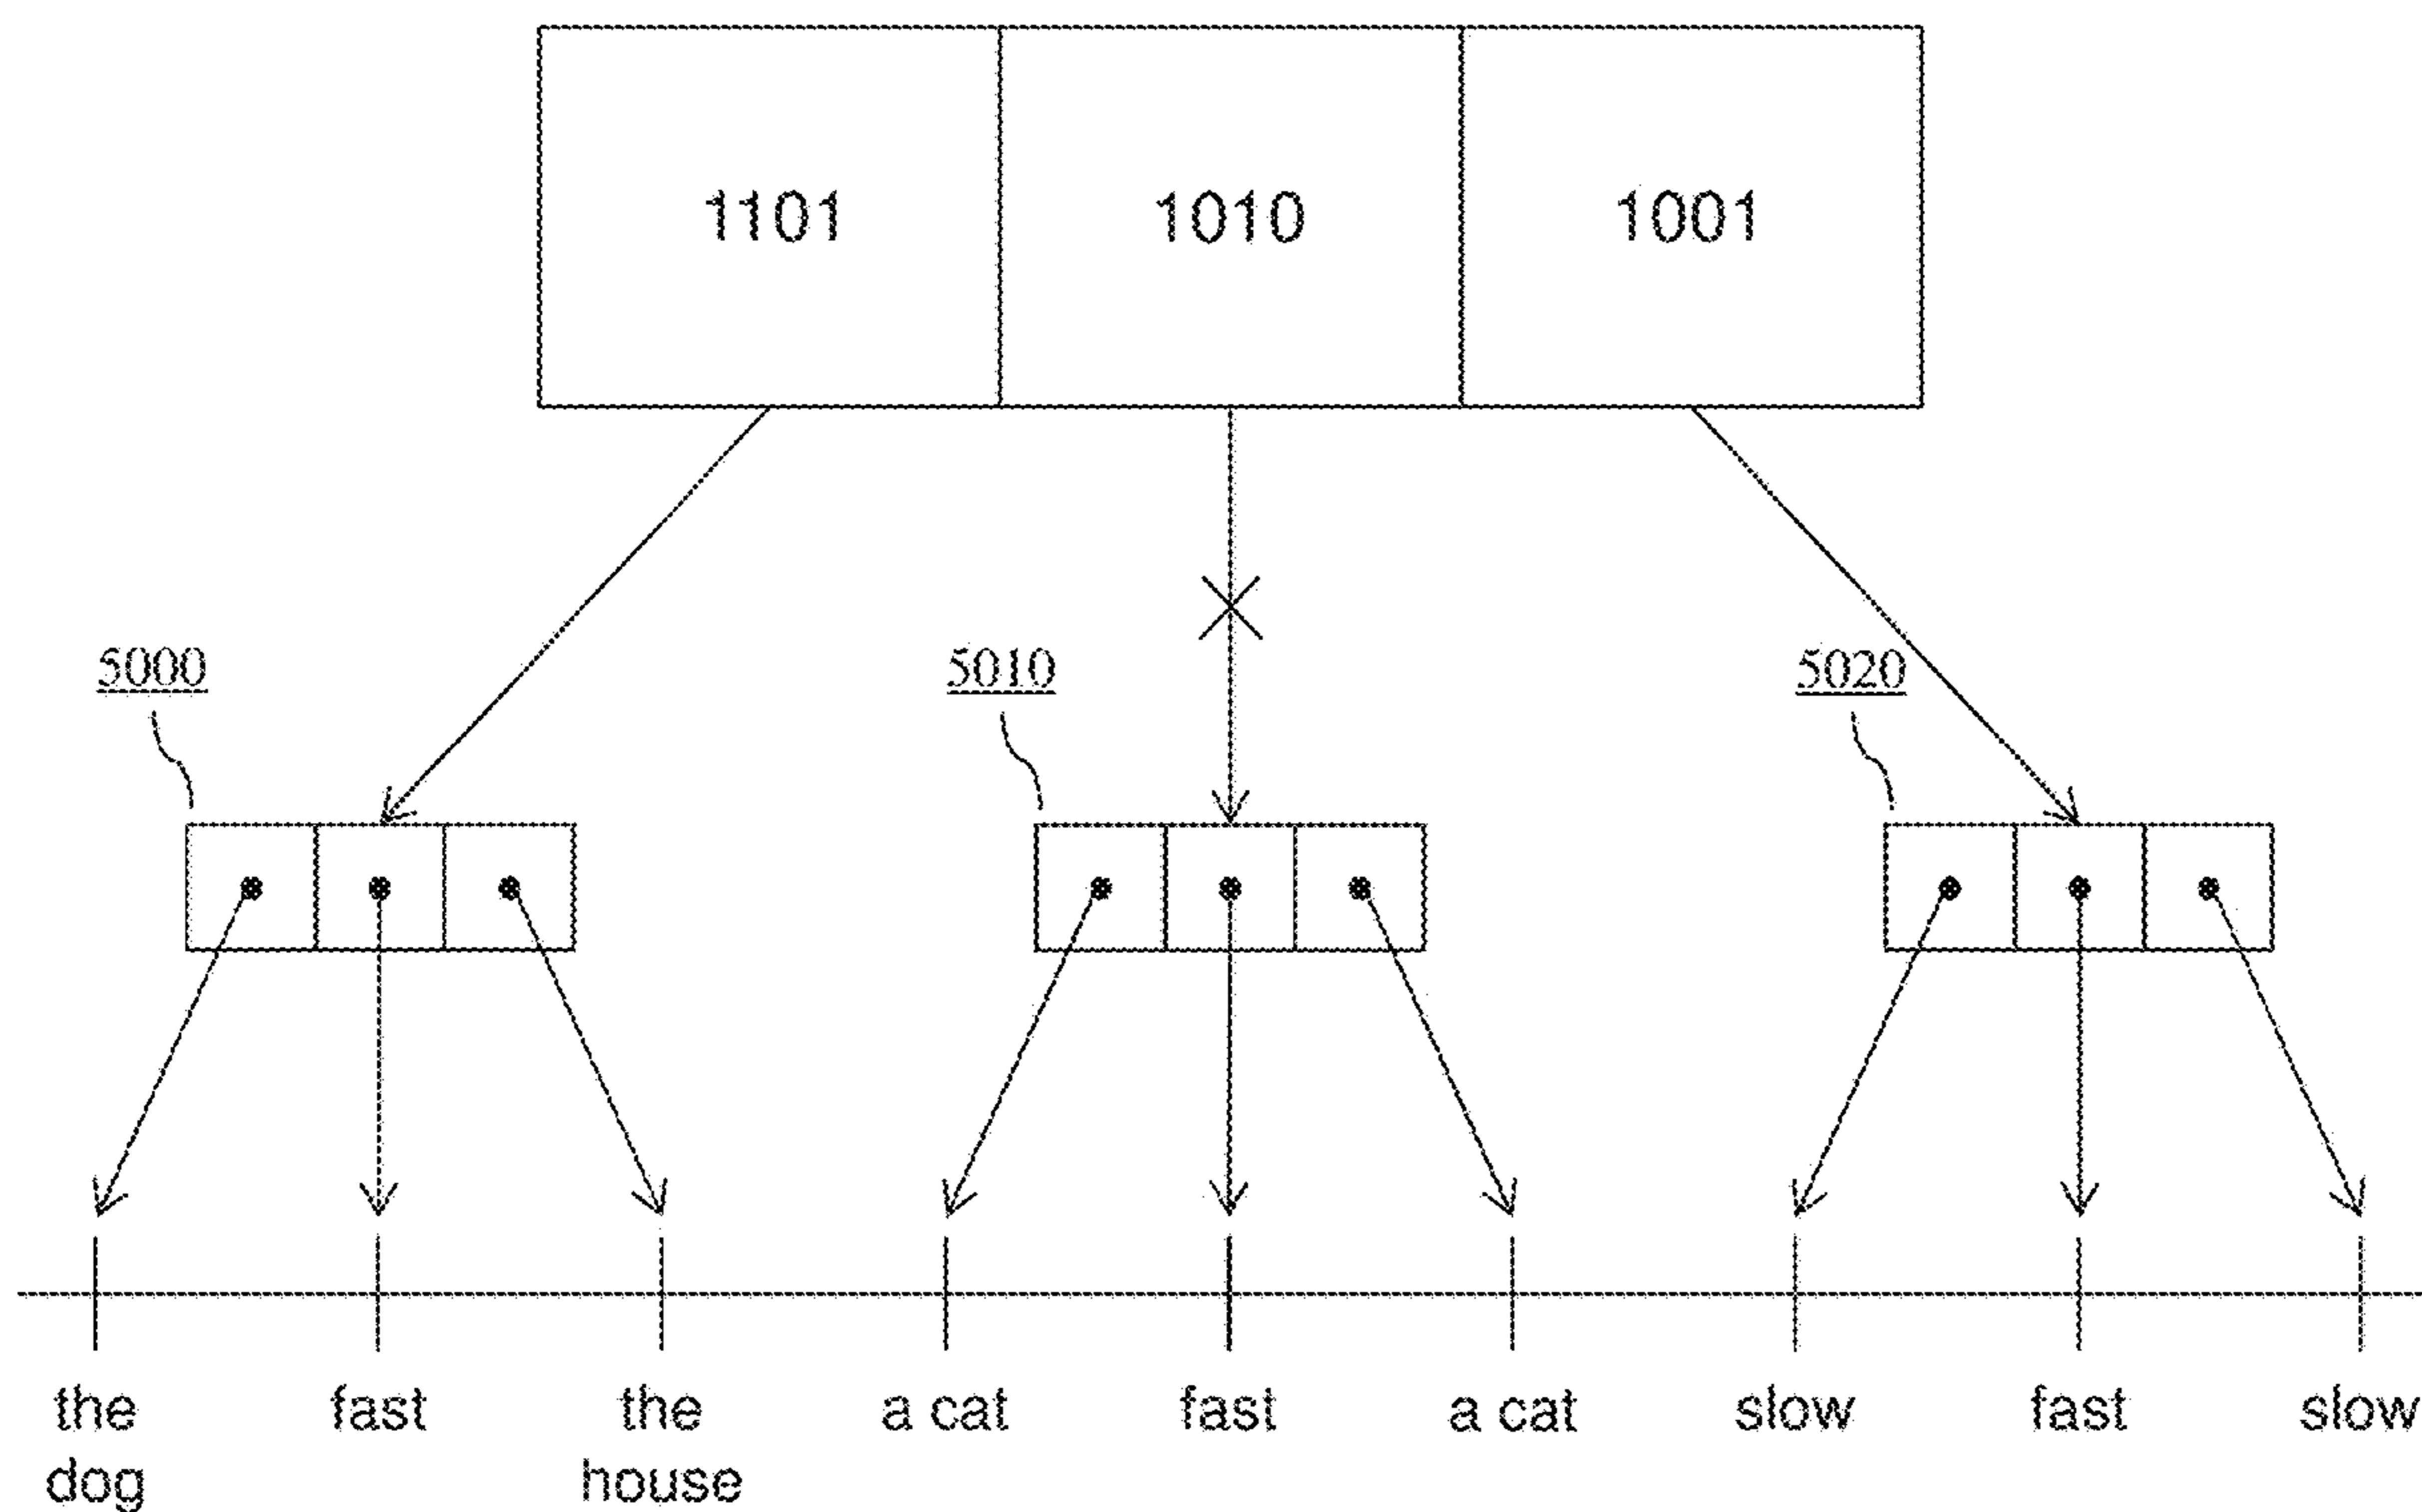 1101 1010 1001
5000 5010 5020
the fast the a cat fast a cat slow fast slow
dog house